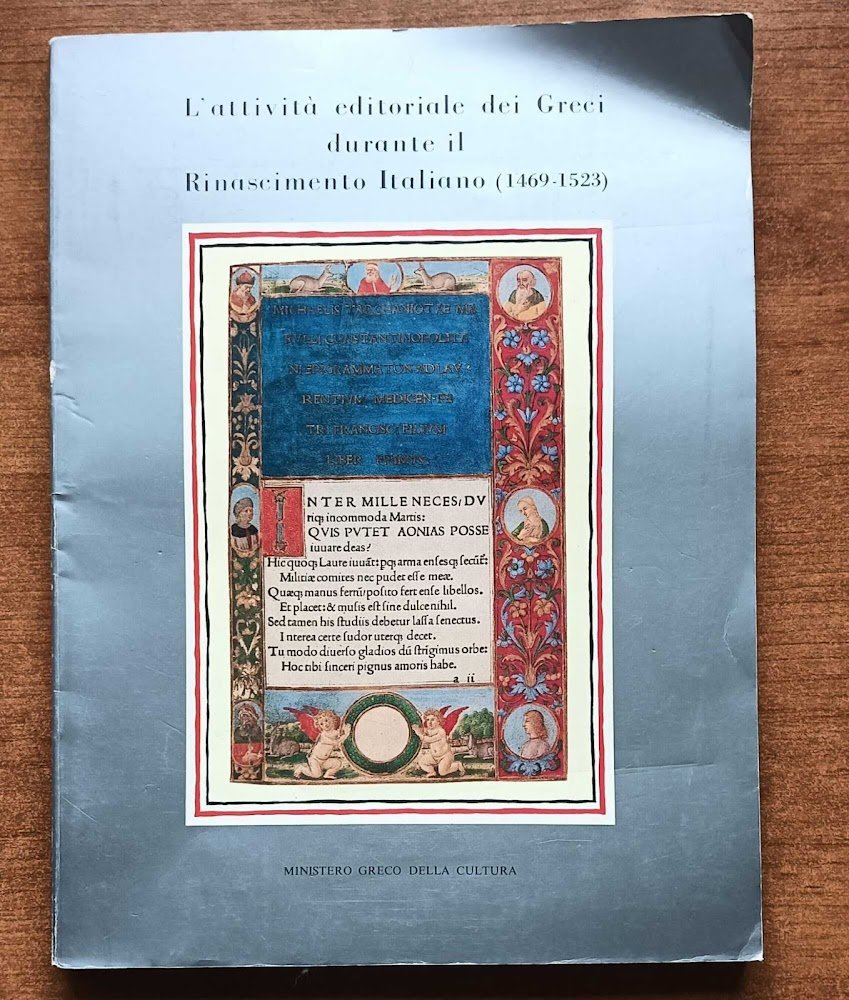 L'attività editoriale dei Greci
durante il
Rinascimento Italiano (1469-1523)
MICHAELIS TARCHANIOTAE MA
RVLLI CONSTANTINOPOLITA
NI EPIGRAMMATON AD LAV
RENTIVM MEDICEN PE
TRI FRANCISC FILIVM
LIBER PRIMVS
INTER MILLE NECES, DV
riq; incommoda Martis:
QVIS PVTET AONIAS POSSE
iuuare deas?
Hic quoq; Laure iuuãt: pq; arma enses q; secũt:
Militiæ comites nec pudet esse meæ.
Quæq; manus ferrũ posito fert ense libellos.
Et placet: & musis est sine dulce nihil.
Sed tamen his studiis debetur lassa senectus.
Interea certe sudor uterq; decet.
Tu modo diuerso gladios dũ strigimus orbe:
Hoc tibi sinceri pignus amoris habe.
a ii
MINISTERO GRECO DELLA CULTURA